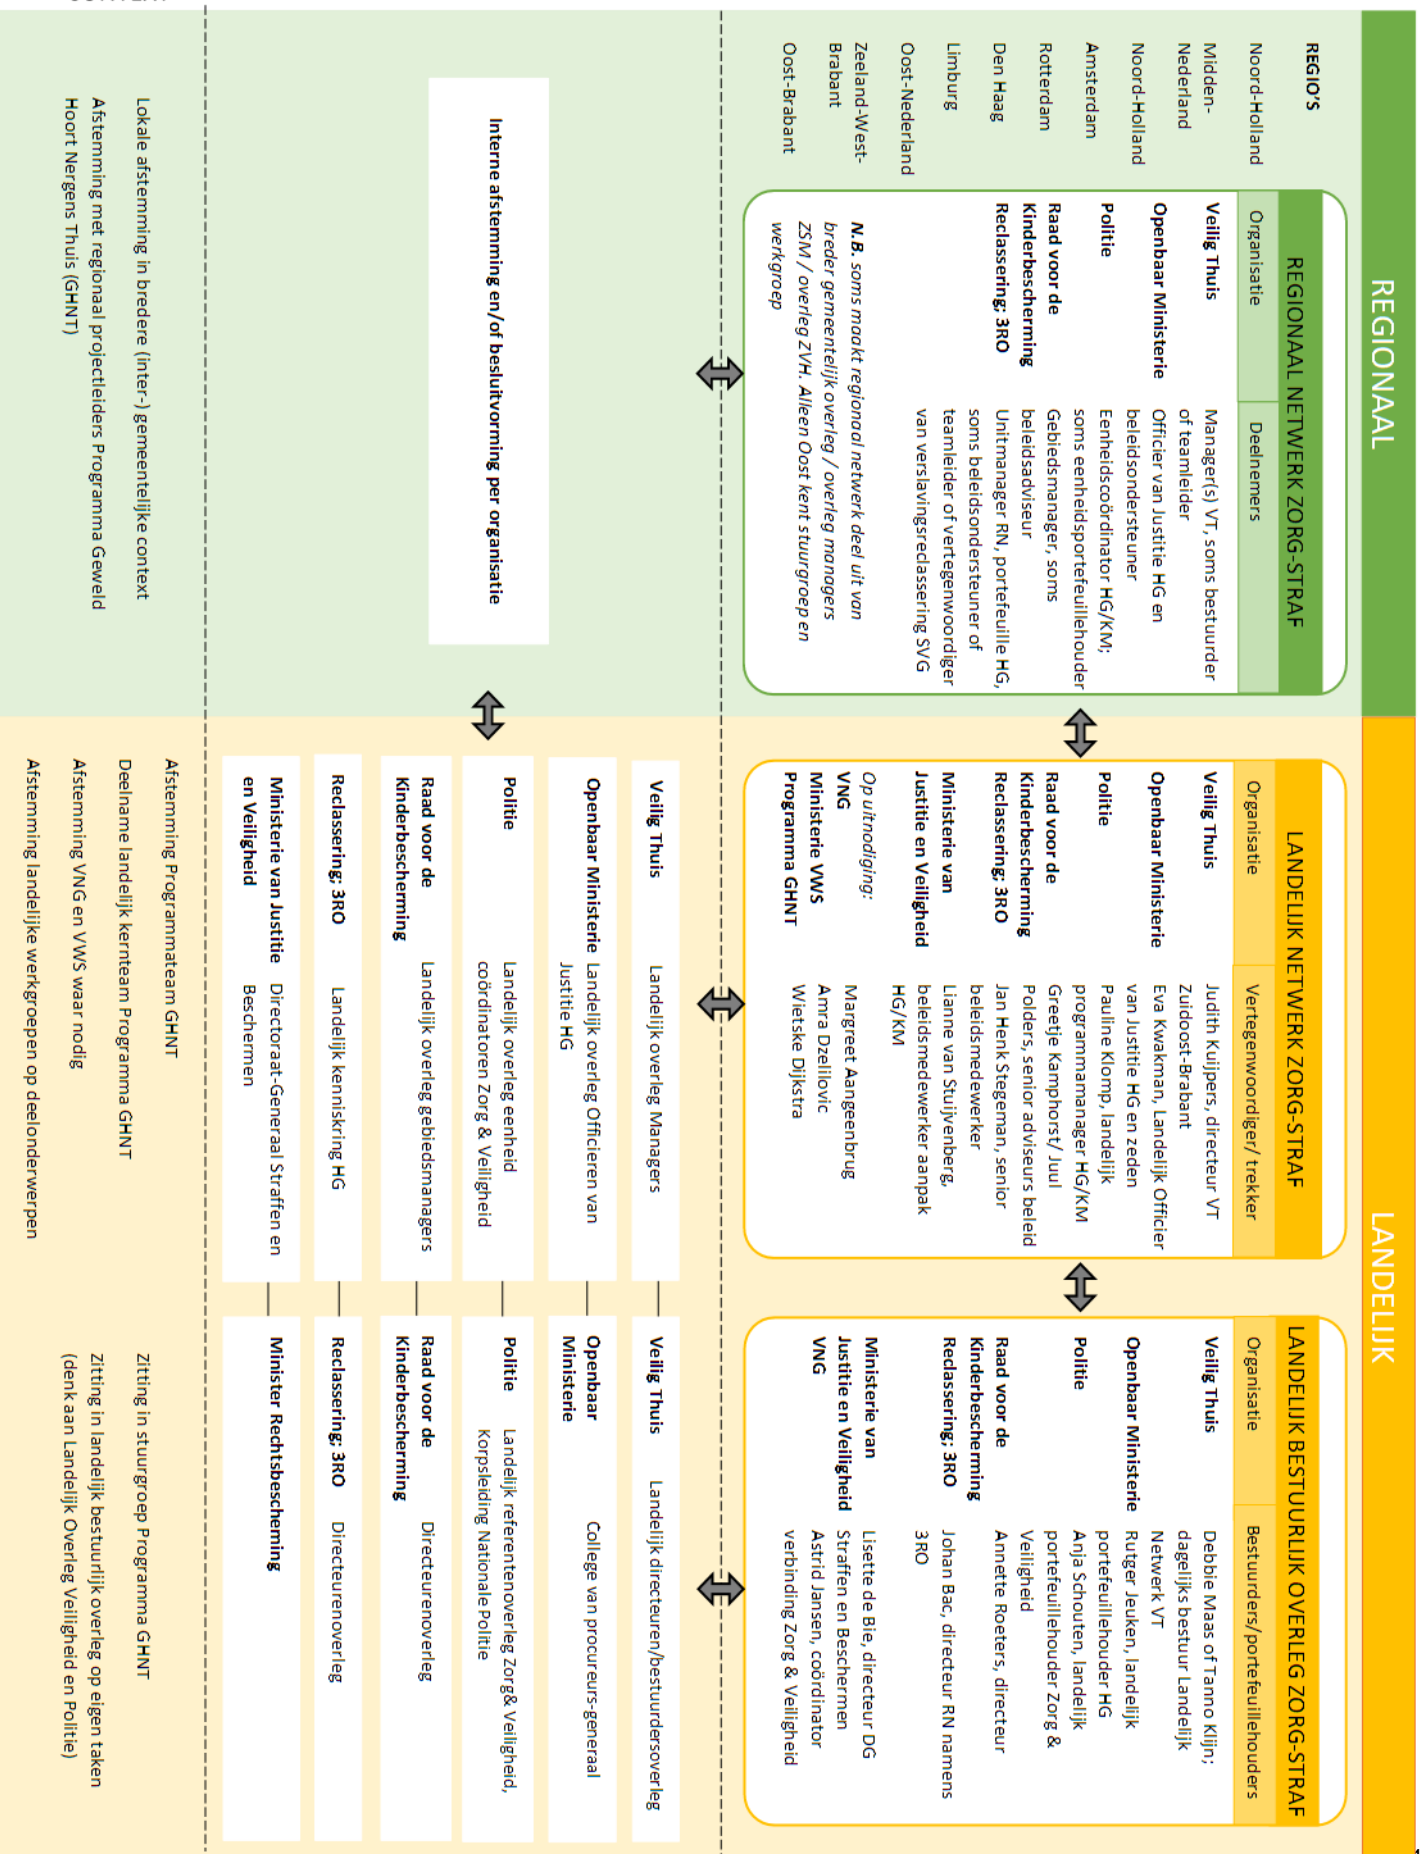 REGIONAAL
LANDELIJK
REGIO'S
Noord-Holland
Midden-
Nederland
Noord-Holland
Amsterdam
Rotterdam
Den Haag
Limburg
Oost-Nederland
Zeeland-West-
Brabant
Oost-Brabant
REGIONAAL NETWERK ZORG-STRAF
Organisatie
Deelnemers
Veilig Thuis
Manager(s) VT, soms bestuurder
of teamleider
Openbaar Ministerie
Officier van Justitie HG en
beleidsondersteuner
Politie
Eenheidscoördinator HG/KM;
soms eenheidsportefeuillehouder
Raad voor de
Kinderbescherming
Gebiedsmanager, soms
beleidsadviseur
Reclassering; 3RO
Unitmanager RN, portefeuille HG,
soms beleidsondersteuner of
teamleider of vertegenwoordiger
van verslavingsreclassering SVG
N.B. soms maakt regionaal netwerk deel uit van
breder gemeentelijk overleg / overleg managers
ZSM / overleg ZVH. Alleen Oost kent stuurgroep en
werkgroep
LANDELIJK NETWERK ZORG-STRAF
Organisatie
Vertegenwoordiger/ trekker
Veilig Thuis
Judith Kuijpers, directeur VT
Zuidoost-Brabant
Openbaar Ministerie
Eva Kwakman, Landelijk Officier
van Justitie HG en zeden
Politie
Pauline Klomp, landelijk
programmamanager HG/KM
Raad voor de
Kinderbescherming
Greetje Kamphorst/ Juul
Polders, senior adviseurs beleid
Reclassering; 3RO
Jan Henk Stegeman, senior
beleidsmedewerker
Ministerie van
Justitie en Veiligheid
Lianne van Stuijvenberg,
beleidsmedewerker aanpak
HG/KM
Op uitnodiging:
VNG
Margreet Aangeenbrug
Ministerie VWS
Amra Dzelilovic
Programma GHNT
Wietske Dijkstra
LANDELIJK BESTUURLIJK OVERLEG ZORG-STRAF
Organisatie
Bestuurders/portefeuillehouders
Veilig Thuis
Debbie Maas of Tanno Klijn;
dagelijks bestuur Landelijk
Netwerk VT
Openbaar Ministerie
Rutger Jeuken, landelijk
portefeuillehouder HG
Politie
Anja Schouten, landelijk
portefeuillehouder Zorg &
Veiligheid
Raad voor de
Kinderbescherming
Annette Roeters, directeur
Reclassering; 3RO
Johan Bac, directeur RN namens
3RO
Ministerie van
Justitie en Veiligheid
Lisette de Bie, directeur DG
Straffen en Beschermen
VNG
Astrid Jansen, coördinator
verbinding Zorg & Veiligheid
Interne afstemming en/of besluitvorming per organisatie
Veilig Thuis
Landelijk overleg Managers
Openbaar Ministerie
Landelijk overleg Officieren van
Justitie HG
Politie
Landelijk overleg eenheid
coördinatoren Zorg & Veiligheid
Raad voor de
Kinderbescherming
Landelijk overleg gebiedsmanagers
Reclassering; 3RO
Landelijk kenniskring HG
Ministerie van Justitie
en Veiligheid
Directoraat-Generaal Straffen en
Beschermen
Veilig Thuis
Landelijk directeuren/bestuurdersoverleg
Openbaar
Ministerie
College van procureurs-generaal
Politie
Landelijk referentenoverleg Zorg& Veiligheid,
Korpsleiding Nationale Politie
Raad voor de
Kinderbescherming
Directeurenoverleg
Reclassering; 3RO
Directeurenoverleg
Minister Rechtsbescherming
Lokale afstemming in bredere (inter-) gemeentelijke context
Afstemming met regionaal projectleiders Programma Geweld
Hoort Nergens Thuis (GHNT)
Afstemming Programmateam GHNT
Deelname landelijk kernteam Programma GHNT
Afstemming VNG en VWS waar nodig
Afstemming landelijke werkgroepen op deelonderwerpen
Zitting in stuurgroep Programma GHNT
Zitting in landelijk bestuurlijk overleg op eigen taken
(denk aan Landelijk Overleg Veiligheid en Politie)